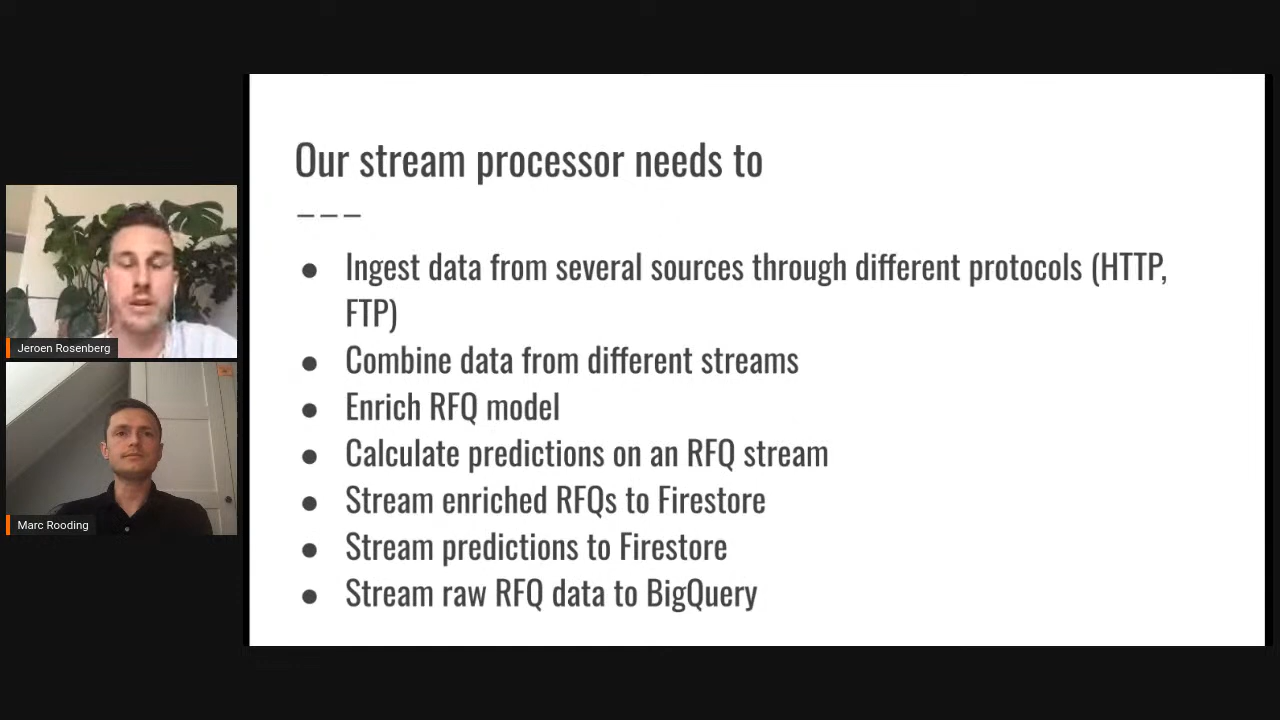 Our stream processor needs to
Ingest data from several sources through different protocols (HTTP,
FTP)
Combine data from different streams
Enrich RFQ model
Calculate predictions on an RFQ stream
Stream enriched RFQs to Firestore
Stream predictions to Firestore
Stream raw RFQ data to BigQuery
Jeroen Rosenberg
Marc Rooding